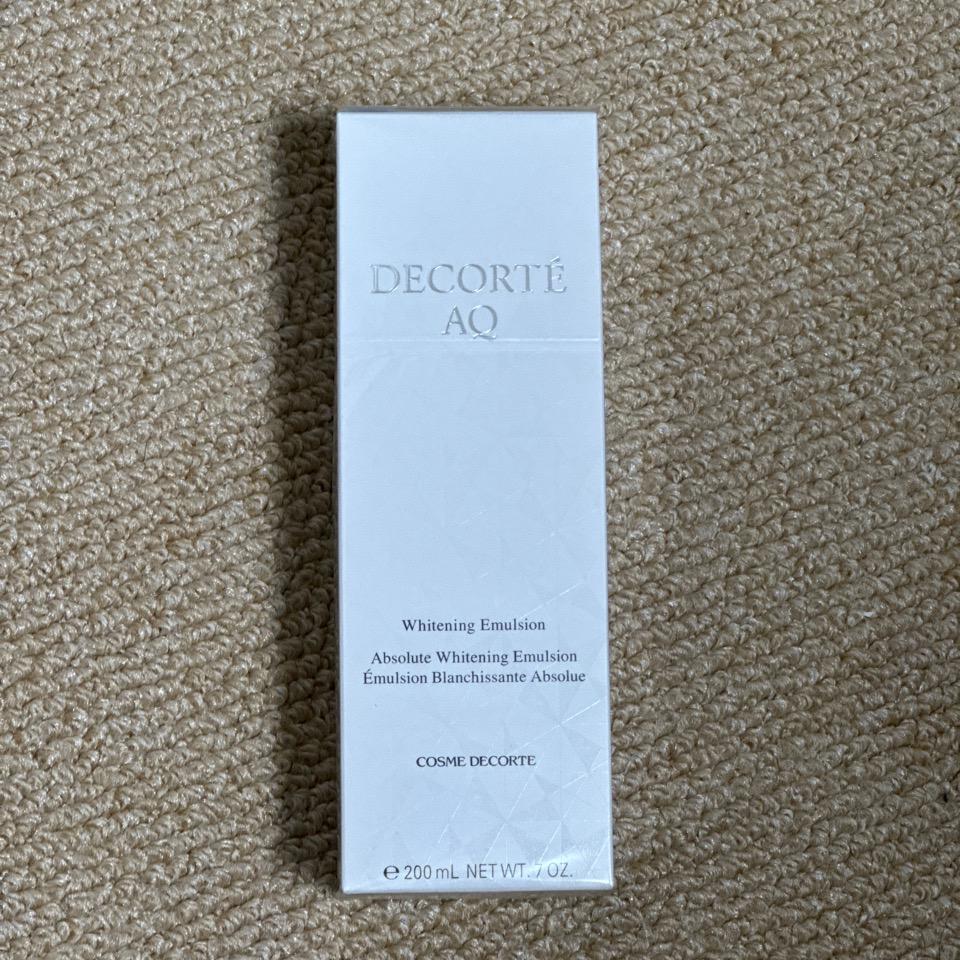 DECORTÉ
AQ
Whitening Emulsion
Absolute Whitening Emulsion
Émulsion Blanchissante Absolue
COSME DECORTE
℮ 200 mL NET WT. 7 OZ.